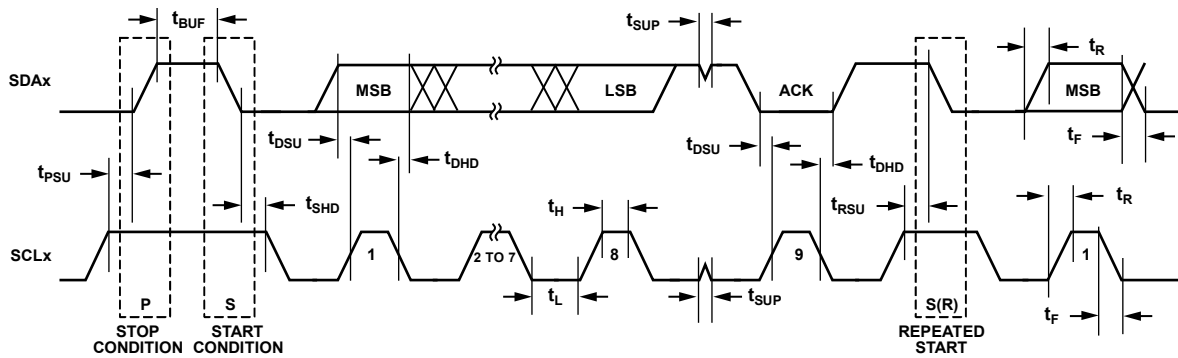 tBUF
tSUP
tR
SDAx
MSB
LSB
ACK
MSB
tDSU
tDHD
tDSU
tDHD
tF
tPSU
tSHD
tH
tRSU
tR
SCLx
1
2 TO 7
8
9
1
P
S
tL
tSUP
S(R)
tF
STOP
CONDITION
START
CONDITION
REPEATED
START